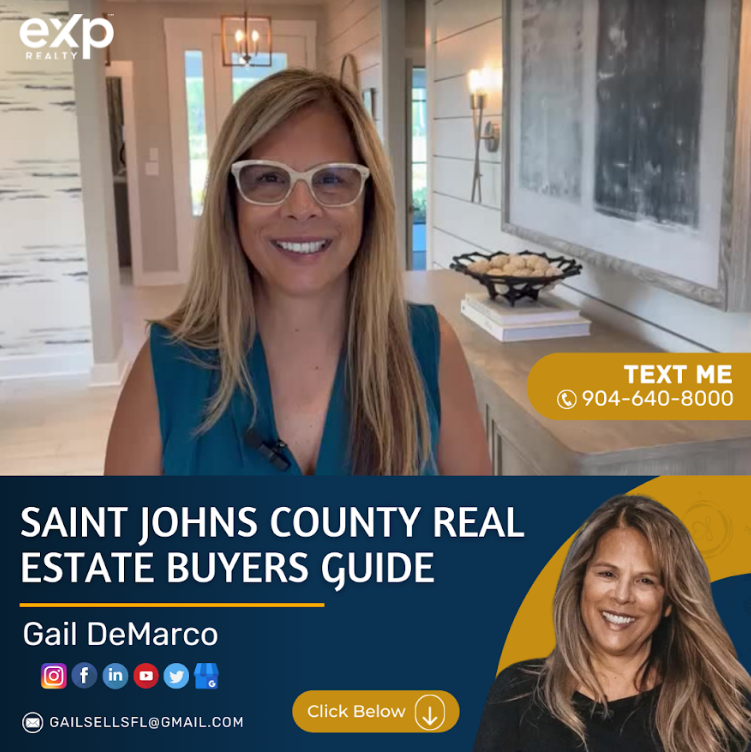 eXp
REALTY
TEXT ME
904-640-8000
SAINT JOHNS COUNTY REAL
ESTATE BUYERS GUIDE
Gail DeMarco
GAILSELLSFL@GMAIL.COM
Click Below